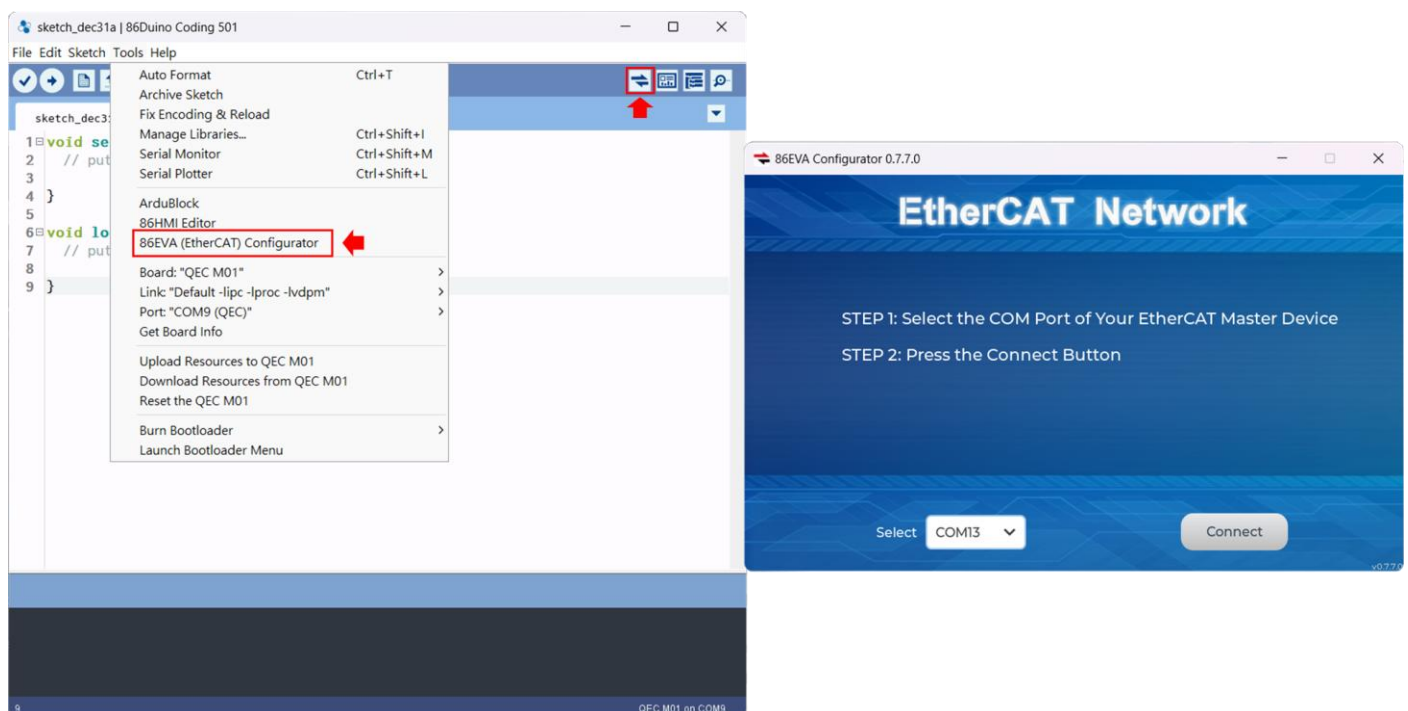 sketch_dec31a | 86Duino Coding 501
File Edit Sketch Tools Help
Auto Format Ctrl+T
Archive Sketch
Fix Encoding & Reload
Manage Libraries... Ctrl+Shift+I
Serial Monitor Ctrl+Shift+M
Serial Plotter Ctrl+Shift+L
ArduBlock
86HMI Editor
86EVA (EtherCAT) Configurator
Board: "QEC M01"
Link: "Default -lipc -lproc -lvdpm"
Port: "COM9 (QEC)"
Get Board Info
Upload Resources to QEC M01
Download Resources from QEC M01
Reset the QEC M01
Burn Bootloader
Launch Bootloader Menu
sketch_dec3
1 void se
2 // put
3
4 }
5
6 void lo
7 // put
8
9 }
9
QEC M01 on COM9
86EVA Configurator 0.7.7.0
EtherCAT Network
STEP 1: Select the COM Port of Your EtherCAT Master Device
STEP 2: Press the Connect Button
Select COM13
Connect
v0.7.7.0